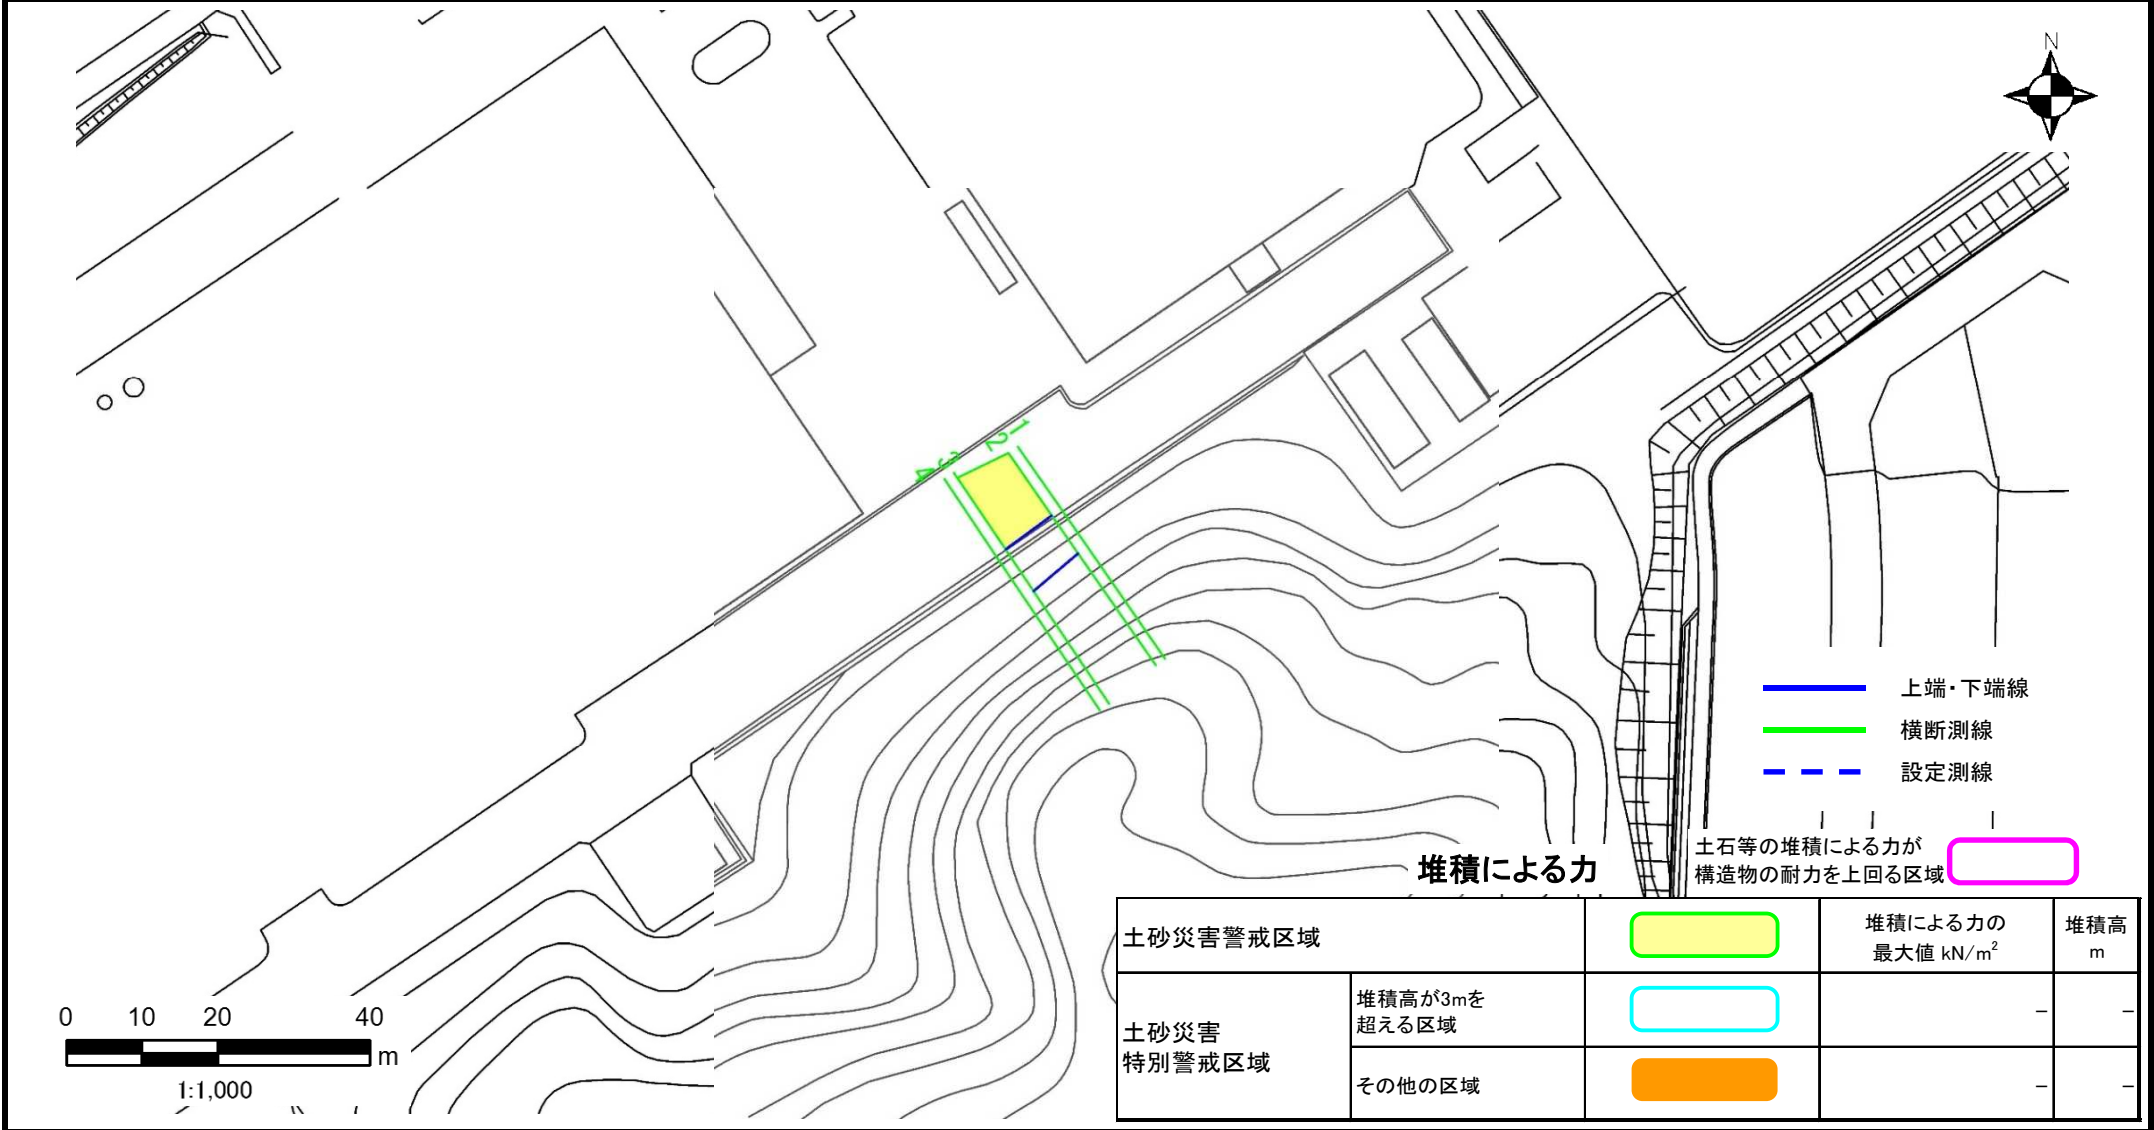 N
1
2
3
4
上端・下端線
横断測線
設定測線
堆積による力
土石等の堆積による力が
構造物の耐力を上回る区域
土砂災害警戒区域
堆積による力の
最大値 kN/m²
堆積高
m
土砂災害
特別警戒区域
堆積高が3mを
超える区域
－ －
その他の区域
－ －
0 10 20 40
m
1:1,000